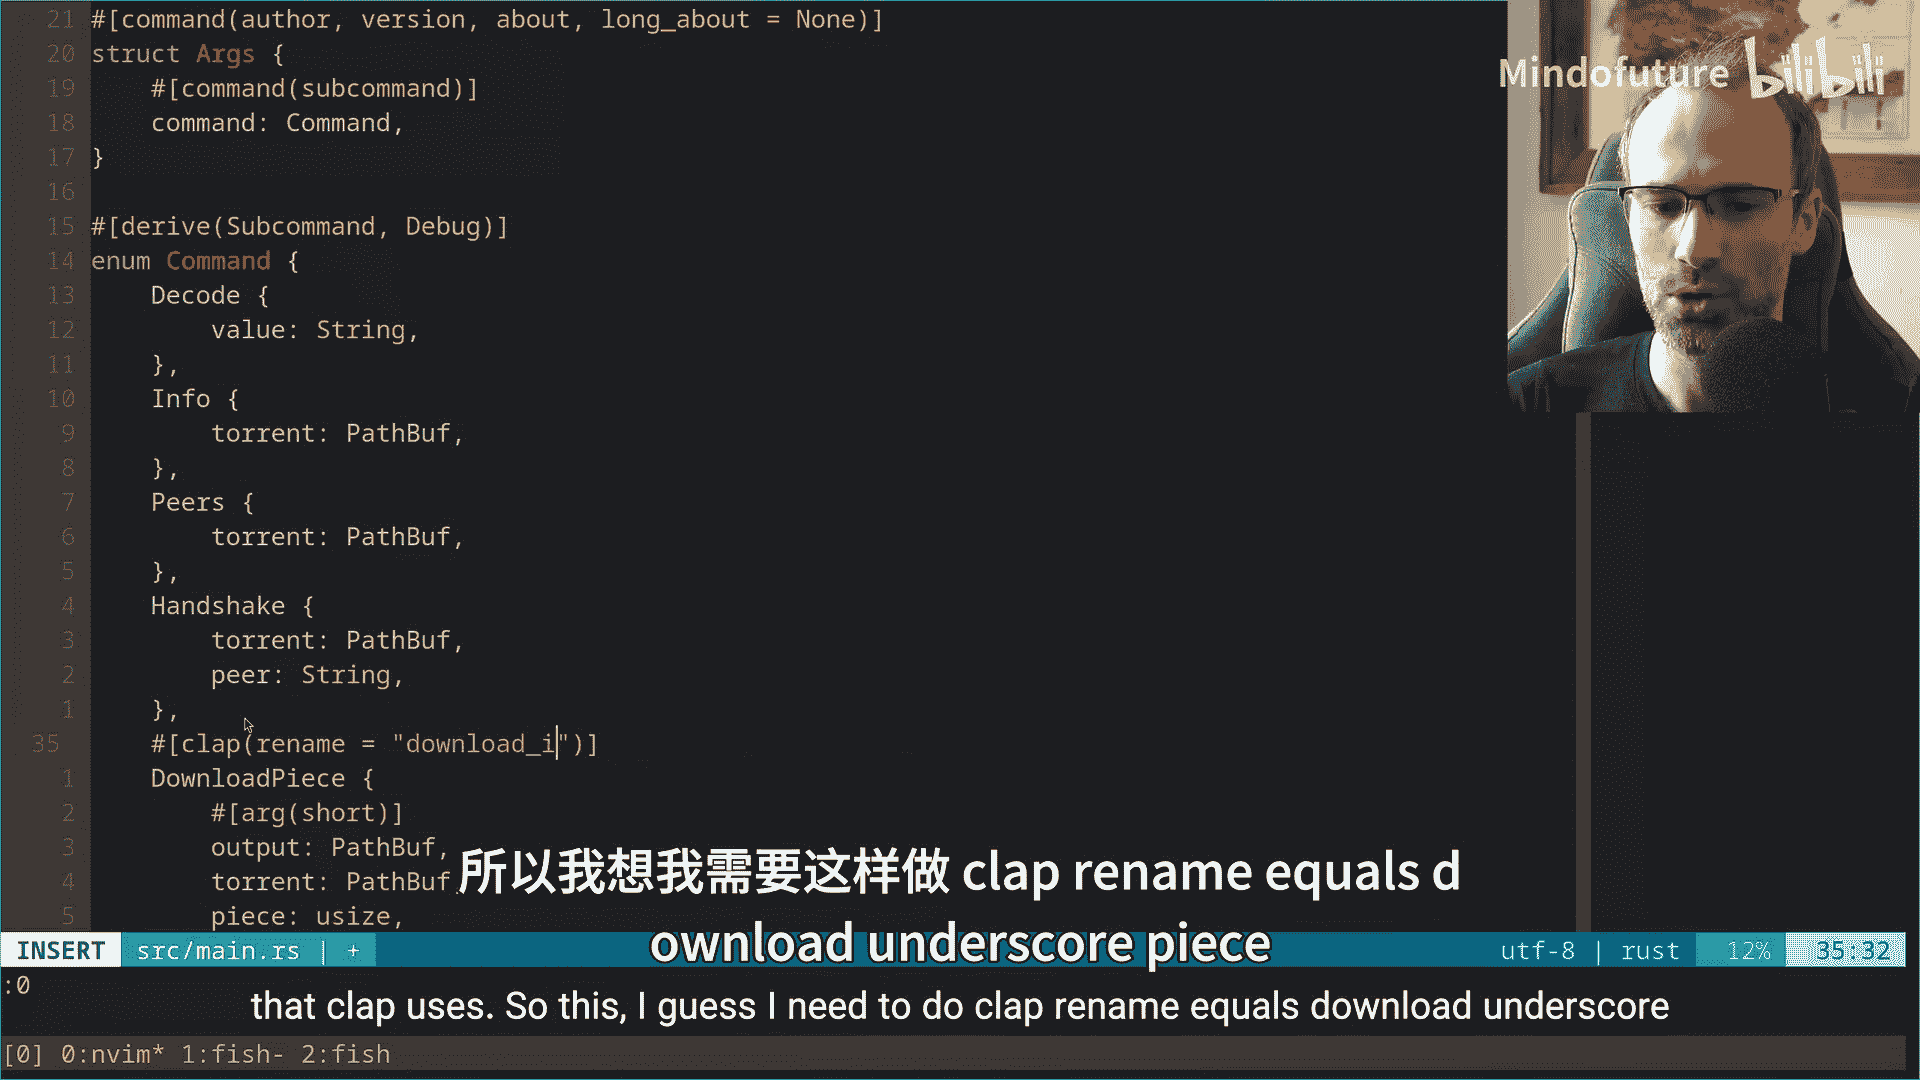 21 #[command(author, version, about, long_about = None)]
20 struct Args {
19     #[command(subcommand)]
18     command: Command,
17 }
16
15 #[derive(Subcommand, Debug)]
14 enum Command {
13     Decode {
12         value: String,
11     },
10     Info {
9         torrent: PathBuf,
8     },
7     Peers {
6         torrent: PathBuf,
5     },
4     Handshake {
3         torrent: PathBuf,
2         peer: String,
1     },
35     #[clap(rename = "download_i")]
1     DownloadPiece {
2         #[arg(short)]
3         output: PathBuf,
4         torrent: PathBuf,
5         piece: usize,
Mindofuture bilibili
所以我想我需要这样做 clap rename equals d
ownload underscore piece
INSERT src/main.rs | + utf-8 | rust 12% 35:32
:0
that clap uses. So this, I guess I need to do clap rename equals download underscore
[0] 0:nvim* 1:fish- 2:fish